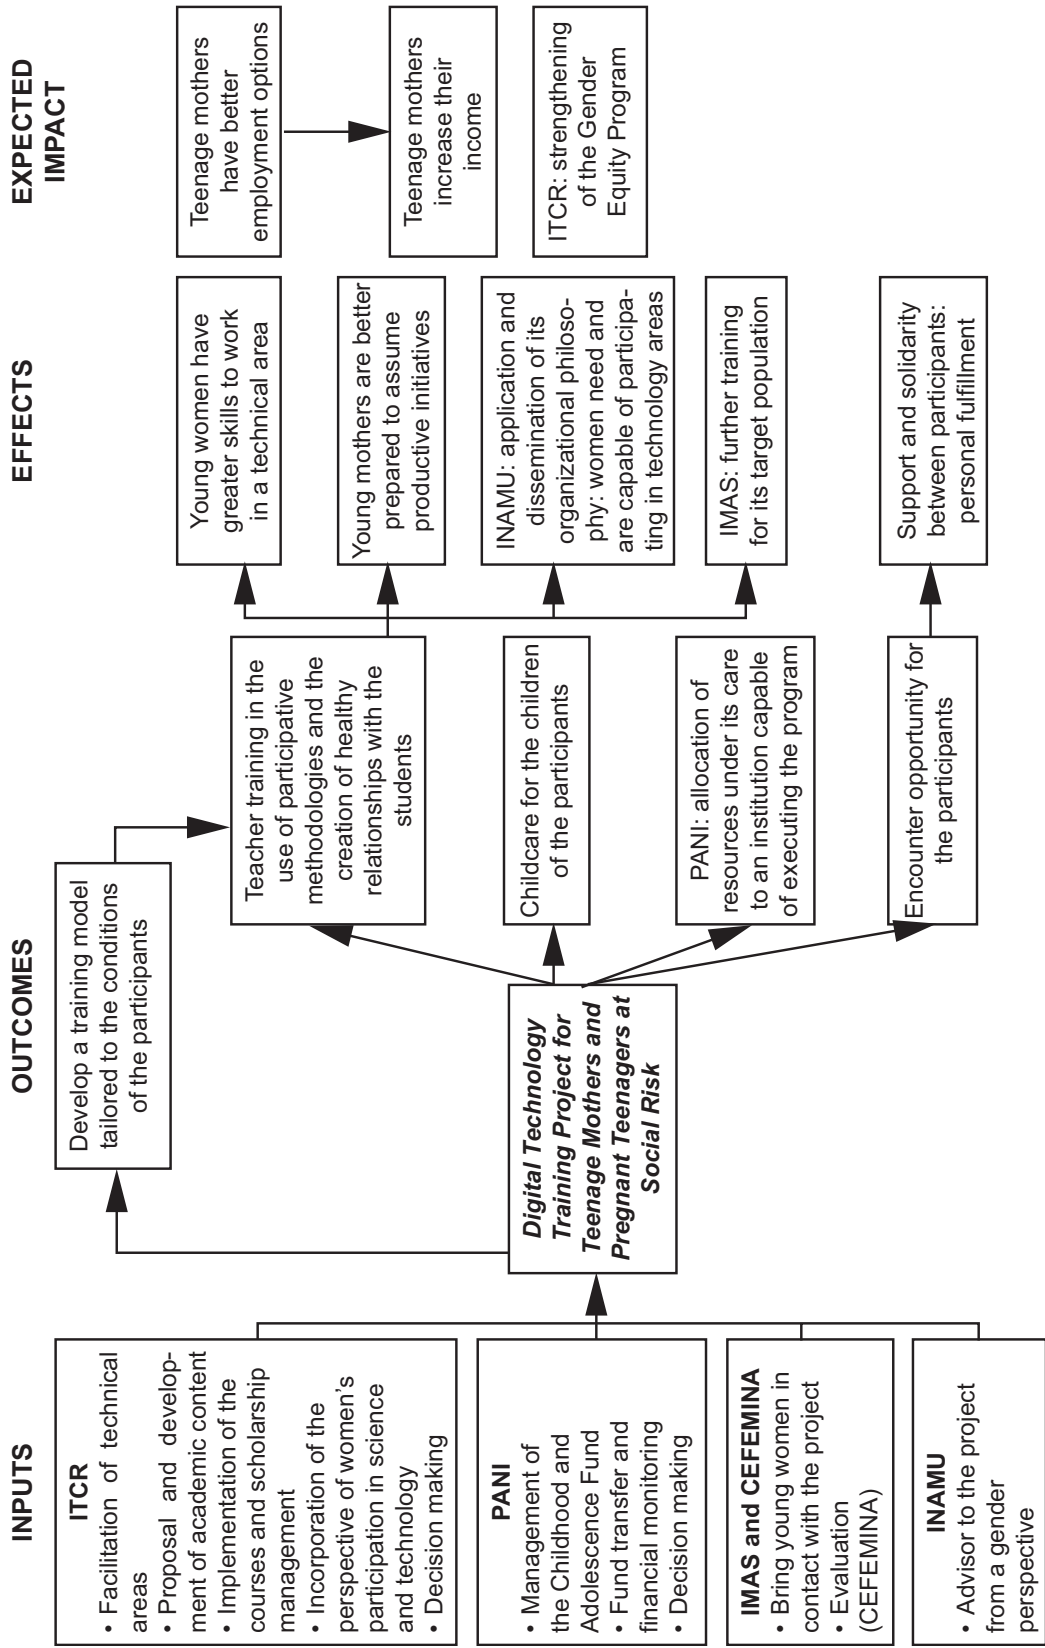 INPUTS
ITCR
• Facilitation of technical
areas
• Proposal and develop-
ment of academic content
• Implementation of the
courses and scholarship
management
• Incorporation of the
perspective of women's
participation in science
and technology
• Decision making
PANI
• Management of
the Childhood and
Adolescence Fund
• Fund transfer and
financial monitoring
• Decision making
IMAS and CEFEMINA
• Bring young women in
contact with the project
• Evaluation
(CEFEMINA)
INAMU
• Advisor to the project
from a gender
perspective
Digital Technology
Training Project for
Teenage Mothers and
Pregnant Teenagers at
Social Risk
OUTCOMES
Develop a training model
tailored to the conditions
of the participants
Teacher training in the
use of participative
methodologies and the
creation of healthy
relationships with the
students
Childcare for the children
of the participants
PANI: allocation of
resources under its care
to an institution capable
of executing the program
Encounter opportunity for
the participants
EFFECTS
Young women have
greater skills to work
in a technical area
Young mothers are better
prepared to assume
productive initiatives
INAMU: application and
dissemination of its
organizational philoso-
phy: women need and
are capable of participa-
ting in technology areas
IMAS: further training
for its target population
Support and solidarity
between participants:
personal fulfillment
EXPECTED
IMPACT
Teenage mothers
have better
employment options
Teenage mothers
increase their
income
ITCR: strengthening
of the Gender
Equity Program